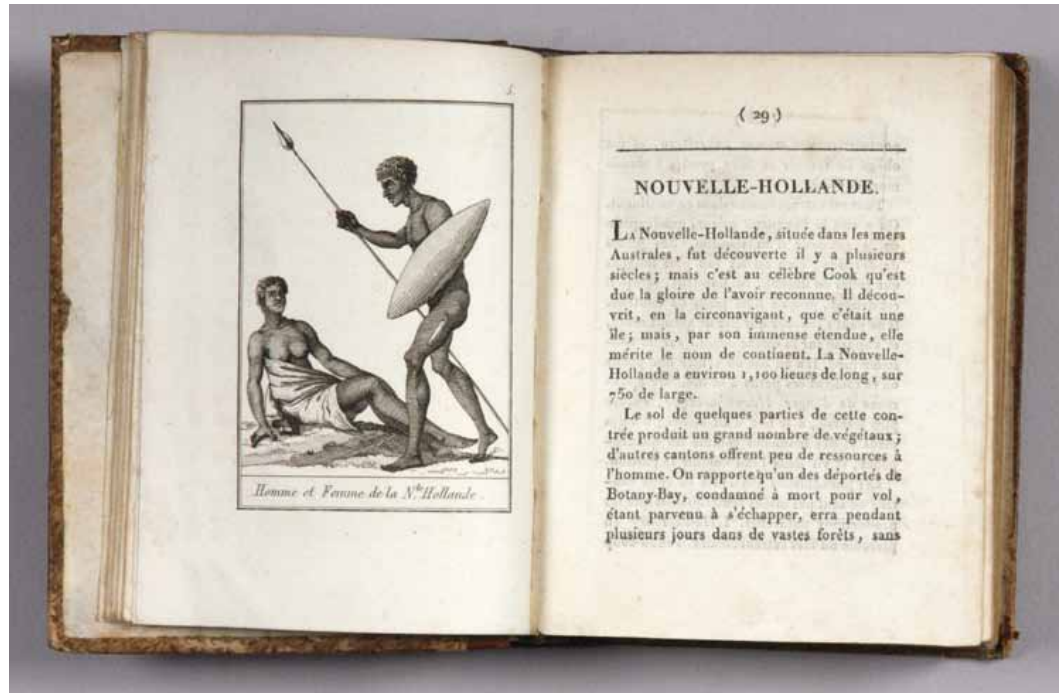 5.
Homme et Femme de la N.lle Hollande.
( 29 )
NOUVELLE-HOLLANDE.
LA Nouvelle-Hollande, située dans les mers
Australes, fut découverte il y a plusieurs
siècles; mais c'est au célèbre Cook qu'est
due la gloire de l'avoir reconnue. Il décou-
vrit, en la circonavigant, que c'était une
île; mais, par son immense étendue, elle
mérite le nom de continent. La Nouvelle-
Hollande a environ 1,100 lieues de long, sur
750 de large.
Le sol de quelques parties de cette con-
trée produit un grand nombre de végétaux;
d'autres cantons offrent peu de ressources à
l'homme. On rapporte qu'un des déportés de
Botany-Bay, condamné à mort pour vol,
étant parvenu à s'échapper, erra pendant
plusieurs jours dans de vastes forêts, sans